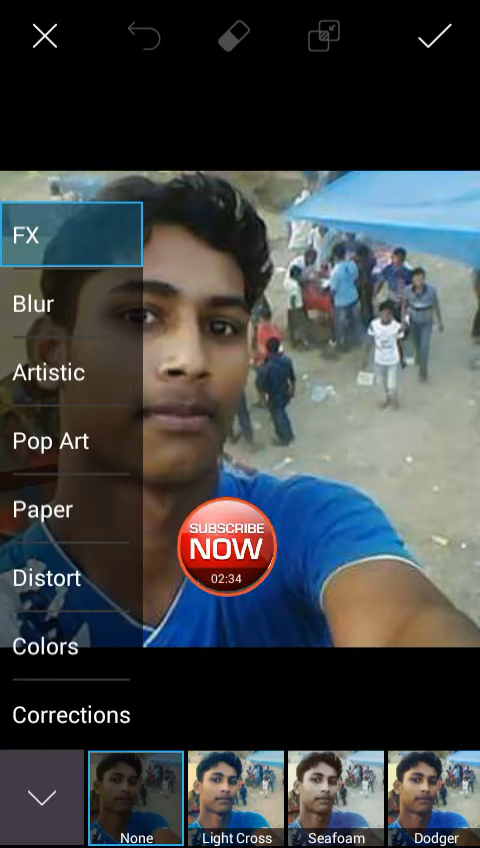 FX
Blur
Artistic
Pop Art
Paper
Distort
Colors
Corrections
SUBSCRIBE
NOW
02:34
None
Light Cross
Seafoam
Dodger